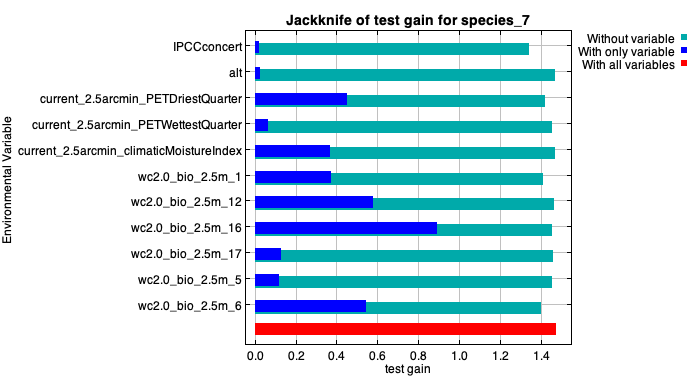 Jackknife of test gain for species_7
Without variable
With only variable
With all variables
Environmental Variable
IPCCconcert
alt
current_2.5arcmin_PETDriestQuarter
current_2.5arcmin_PETWettestQuarter
current_2.5arcmin_climaticMoistureIndex
wc2.0_bio_2.5m_1
wc2.0_bio_2.5m_12
wc2.0_bio_2.5m_16
wc2.0_bio_2.5m_17
wc2.0_bio_2.5m_5
wc2.0_bio_2.5m_6
0.0 0.2 0.4 0.6 0.8 1.0 1.2 1.4
test gain